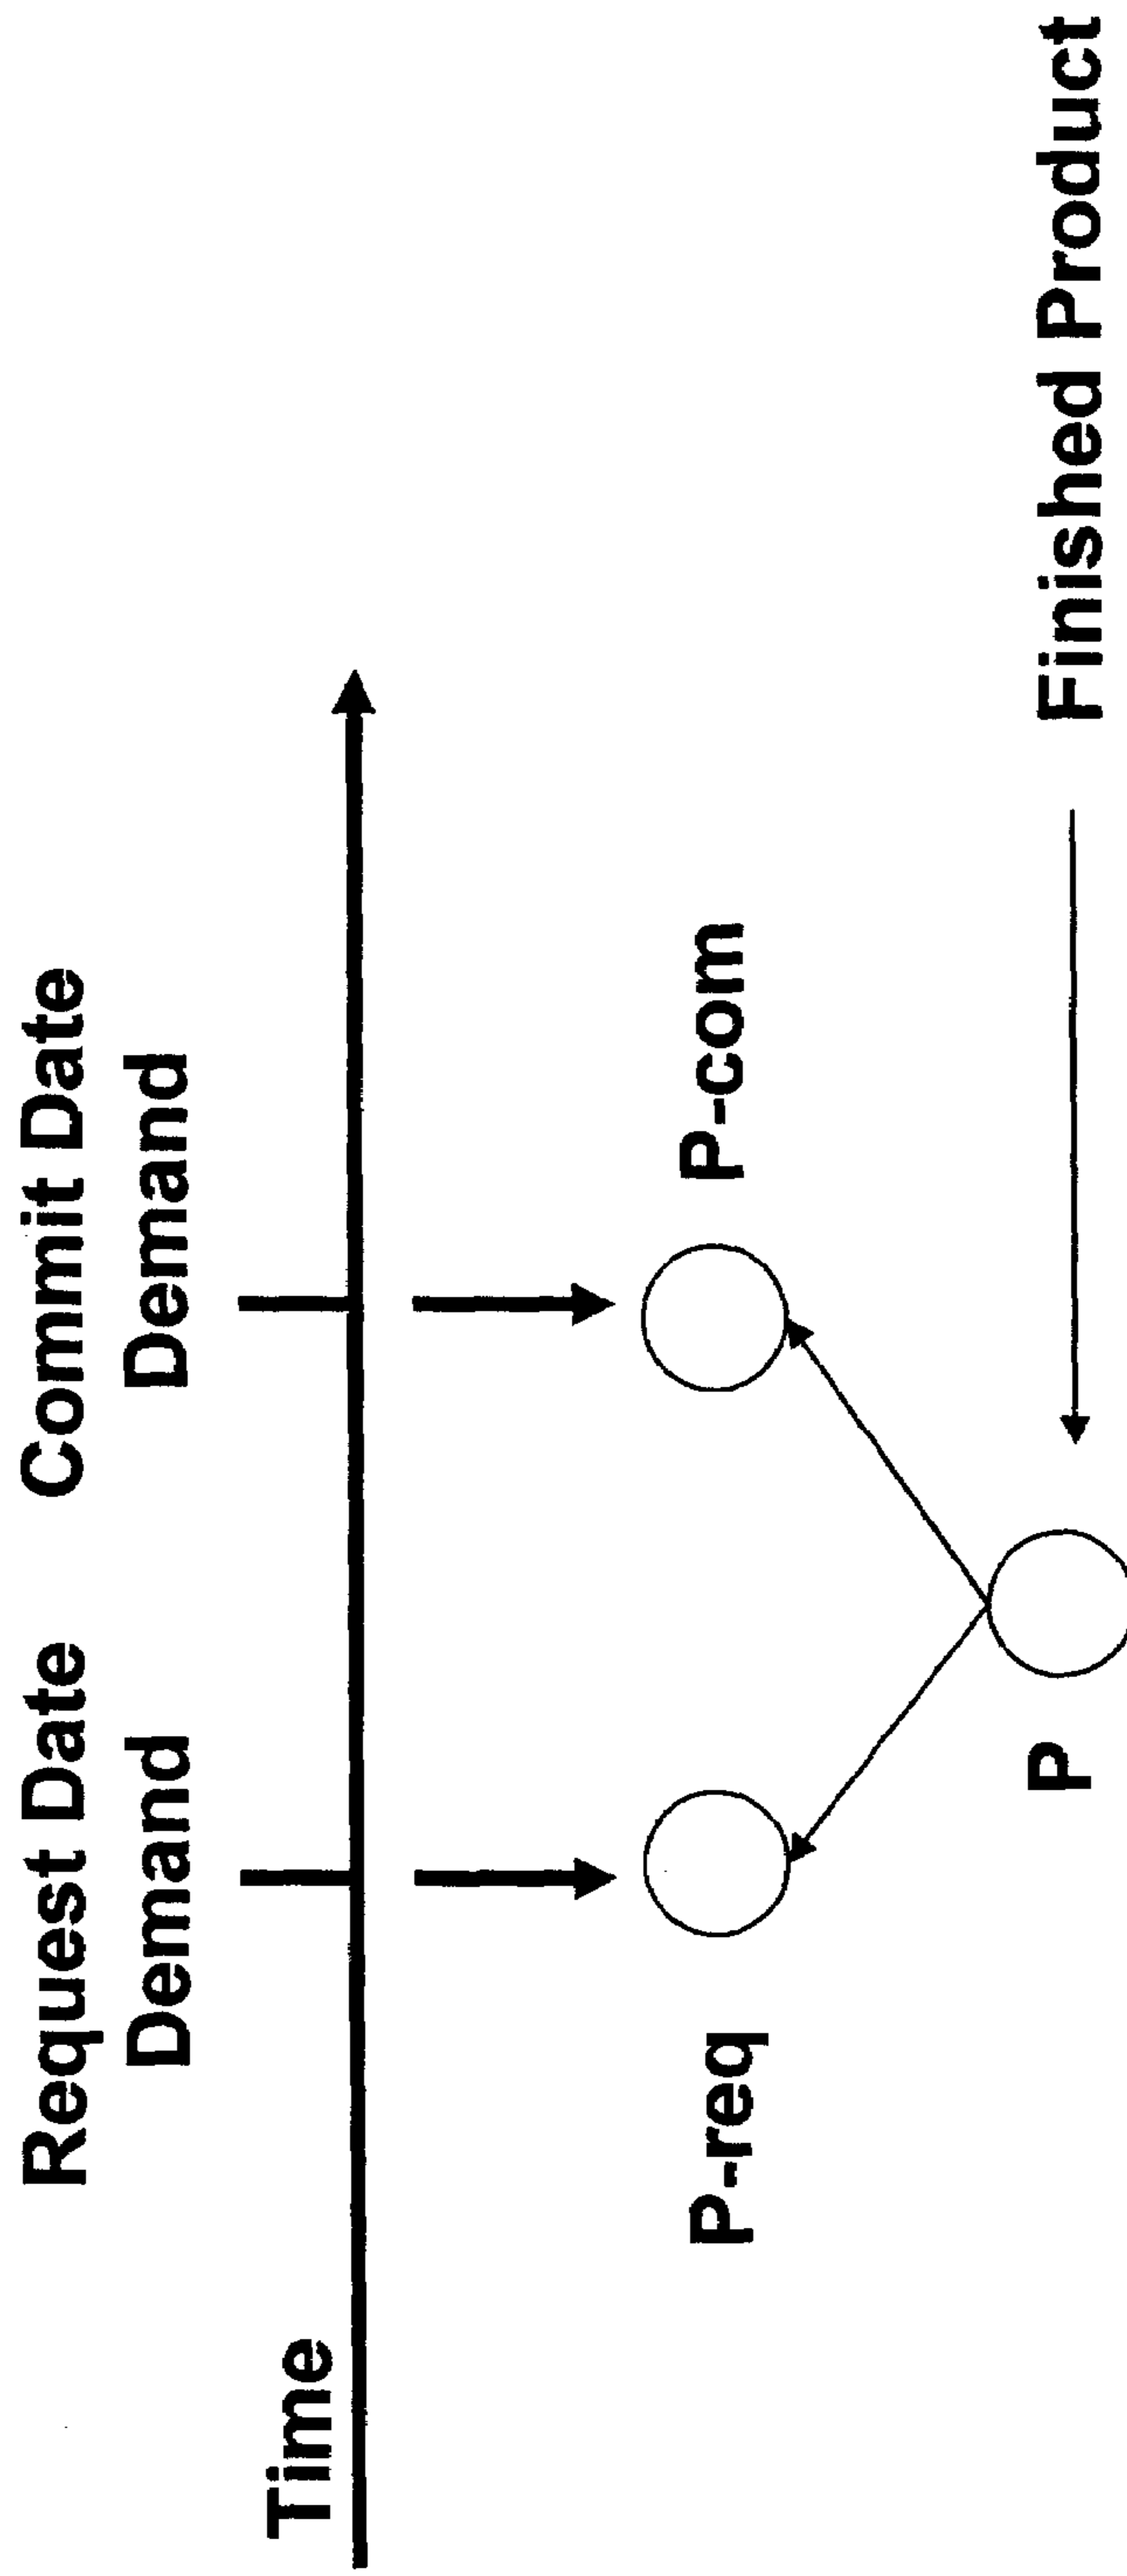 Request Date
Demand
Commit Date
Demand
Time
P-req
P-com
P
Finished Product